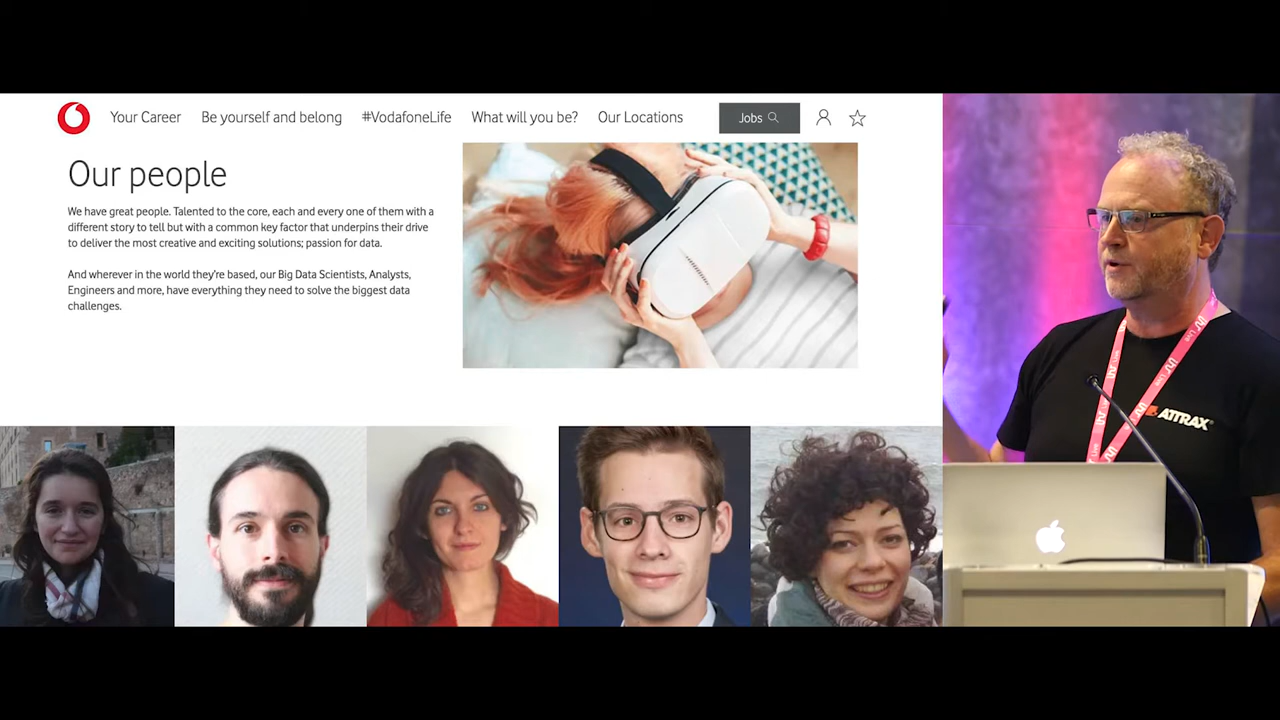 Your Career Be yourself and belong #VodafoneLife What will you be? Our Locations Jobs
Our people
We have great people. Talented to the core, each and every one of them with a
different story to tell but with a common key factor that underpins their drive
to deliver the most creative and exciting solutions; passion for data.
And wherever in the world they're based, our Big Data Scientists, Analysts,
Engineers and more, have everything they need to solve the biggest data
challenges.
ATTRAX®